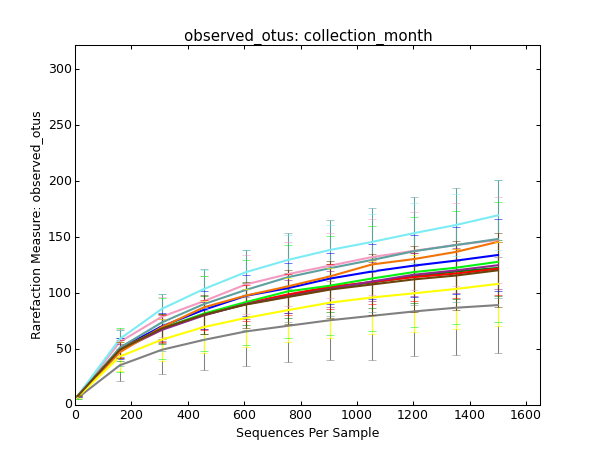 observed_otus: collection_month
300
250
200
150
100
50
0
0 200 400 600 800 1000 1200 1400 1600
Rarefaction Measure: observed_otus
Sequences Per Sample